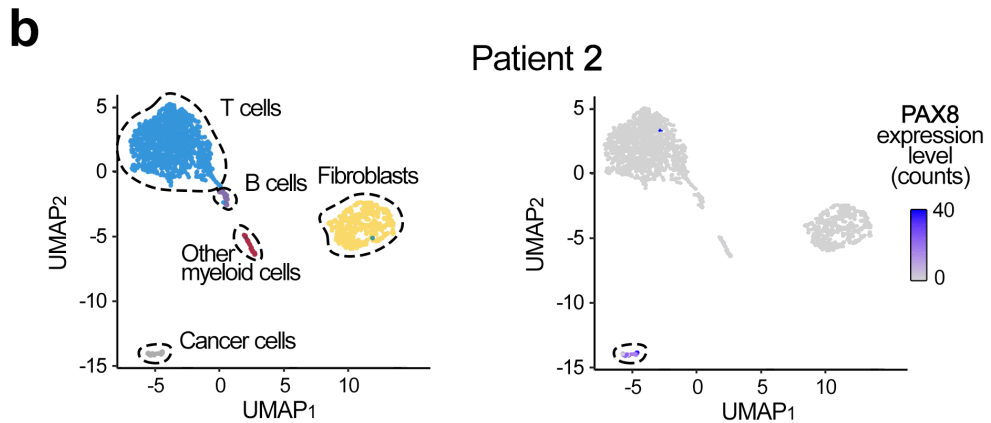 b
Patient 2
T cells
B cells
Fibroblasts
Other
myeloid cells
Cancer cells
5
0
-5
-10
-15
UMAP2
-5
0
5
10
UMAP1
5
0
-5
-10
-15
UMAP2
-5
0
5
10
UMAP1
PAX8
expression
level
(counts)
40
0